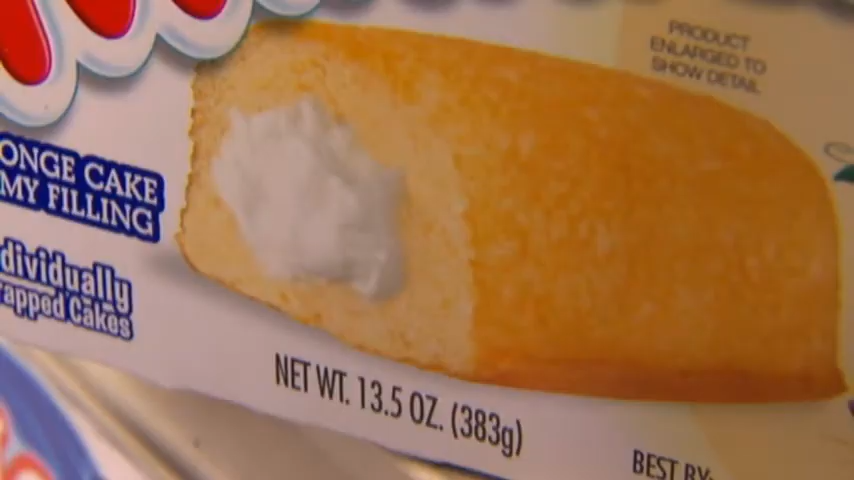 PRODUCT
ENLARGED TO
SHOW DETAIL
ONGE CAKE
MY FILLING
dividually
apped Cakes
NET WT. 13.5 OZ. (383g)
BEST BY: